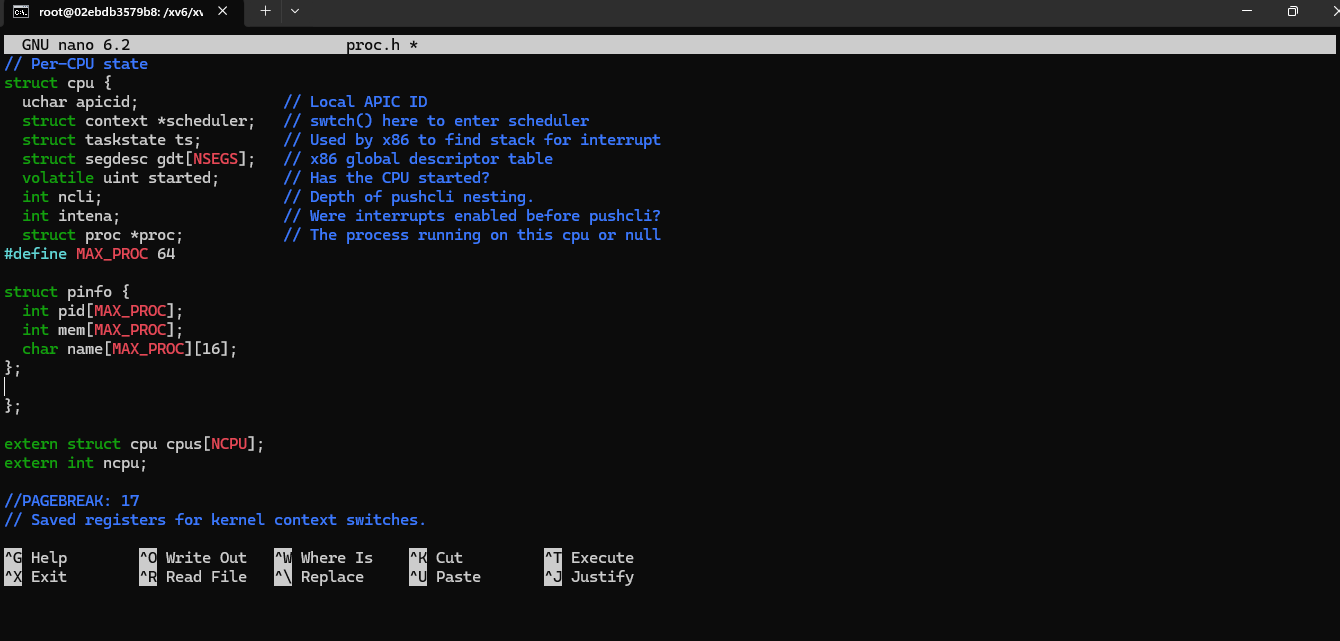 root@02ebdb3579b8: /xv6/xv
GNU nano 6.2                        proc.h *
// Per-CPU state
struct cpu {
  uchar apicid;                // Local APIC ID
  struct context *scheduler;   // swtch() here to enter scheduler
  struct taskstate ts;         // Used by x86 to find stack for interrupt
  struct segdesc gdt[NSEGS];   // x86 global descriptor table
  volatile uint started;       // Has the CPU started?
  int ncli;                    // Depth of pushcli nesting.
  int intena;                  // Were interrupts enabled before pushcli?
  struct proc *proc;           // The process running on this cpu or null
#define MAX_PROC 64

struct pinfo {
  int pid[MAX_PROC];
  int mem[MAX_PROC];
  char name[MAX_PROC][16];
};

};

extern struct cpu cpus[NCPU];
extern int ncpu;

//PAGEBREAK: 17
// Saved registers for kernel context switches.

^G Help        ^O Write Out   ^W Where Is    ^K Cut         ^T Execute
^X Exit        ^R Read File   ^\ Replace     ^U Paste       ^J Justify